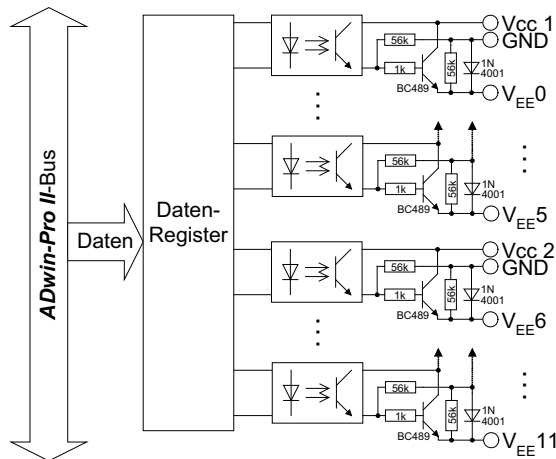 ADwin-Pro II-Bus
Daten
Daten-
Register
56k
1k
BC489
56k
1N
4001
Vcc 1
GND
VEE0
56k
1k
BC489
56k
1N
4001
VEE5
56k
1k
BC489
56k
1N
4001
Vcc 2
GND
VEE6
56k
1k
BC489
56k
1N
4001
VEE11